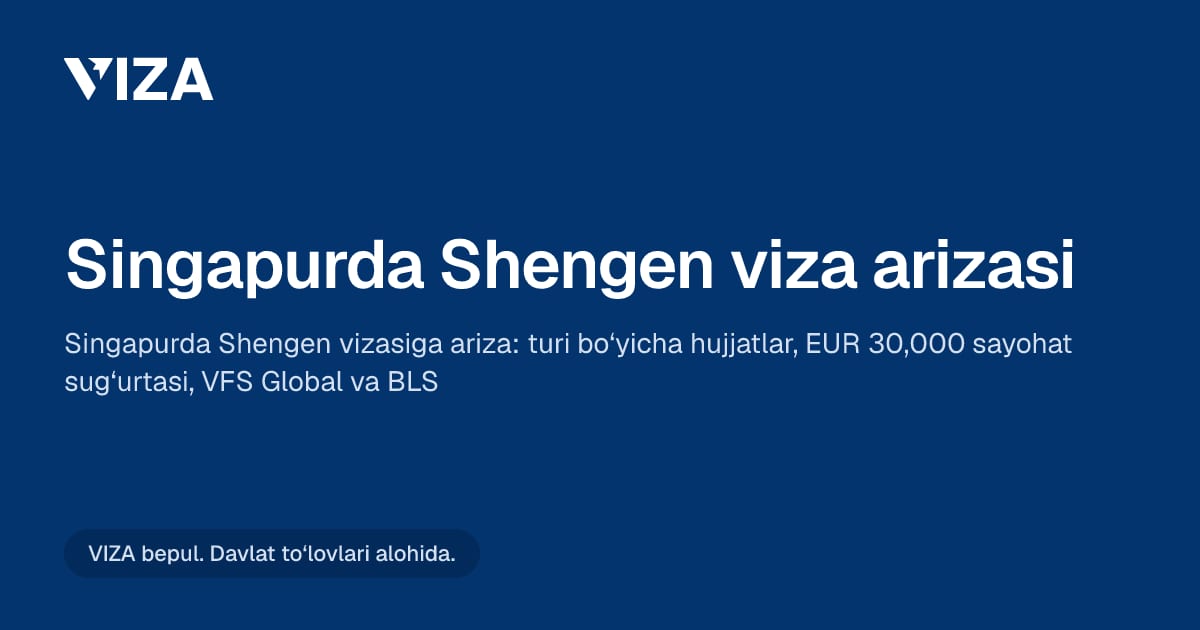 VIZA
Singapurda Shengen viza arizasi
Singapurda Shengen vizasiga ariza: turi bo‘yicha hujjatlar, EUR 30,000 sayohat
sug‘urtasi, VFS Global va BLS
VIZA bepul. Davlat to‘lovlari alohida.